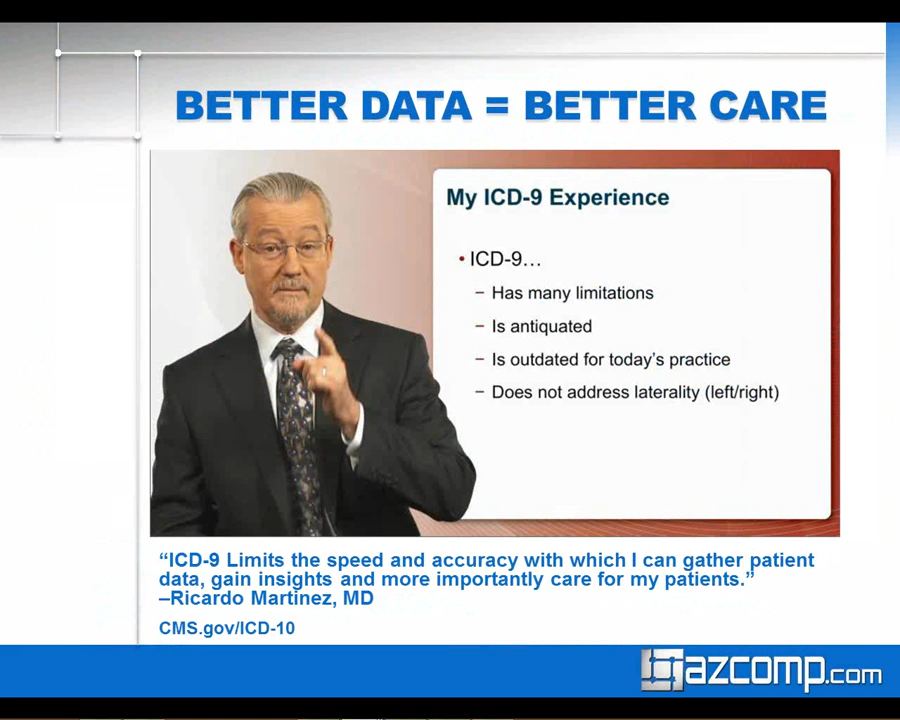 BETTER DATA = BETTER CARE
My ICD-9 Experience
• ICD-9…
– Has many limitations
– Is antiquated
– Is outdated for today’s practice
– Does not address laterality (left/right)
“ICD-9 Limits the speed and accuracy with which I can gather patient
data, gain insights and more importantly care for my patients.”
–Ricardo Martinez, MD
CMS.gov/ICD-10
azcomp.com